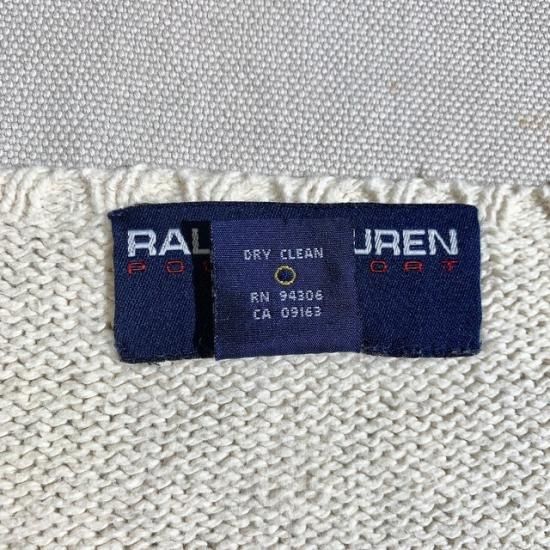 RAL UREN
PO ORT
DRY CLEAN
RN 94306
CA 09163